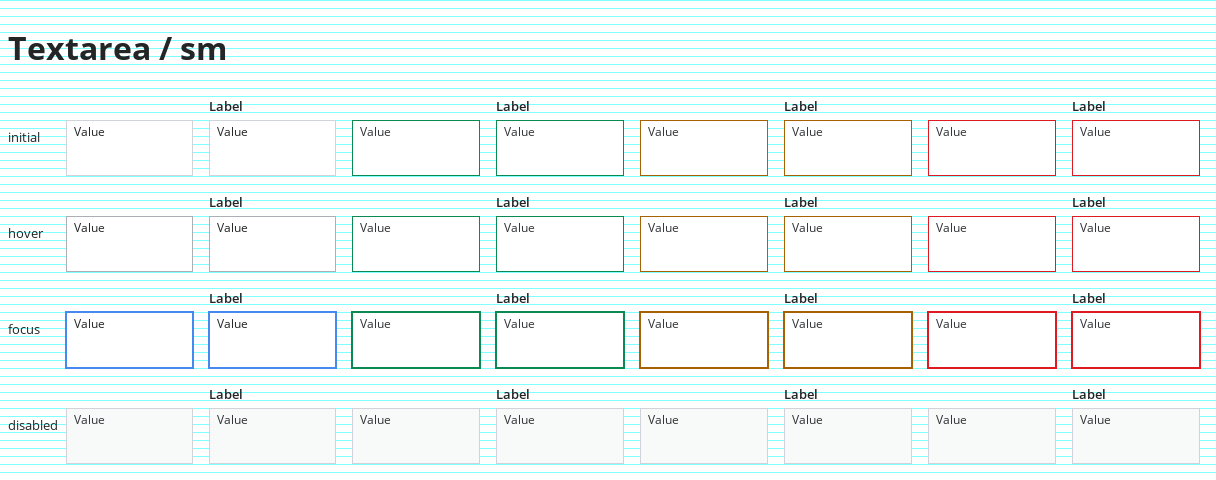 Textarea / sm
Label Label Label Label
initial Value Value Value Value Value Value Value Value
Label Label Label Label
hover Value Value Value Value Value Value Value Value
Label Label Label Label
focus Value Value Value Value Value Value Value Value
Label Label Label Label
disabled Value Value Value Value Value Value Value Value